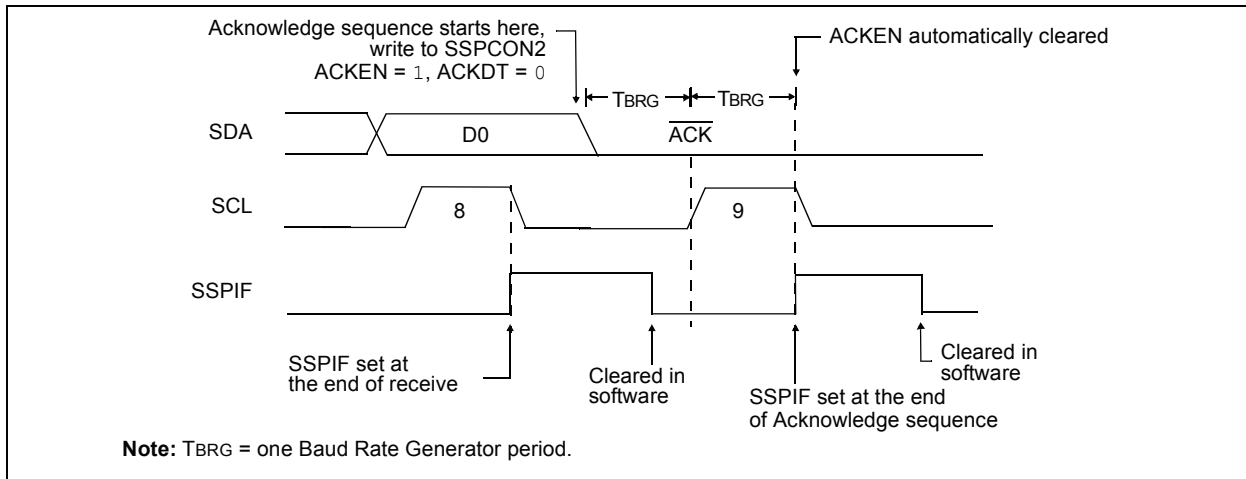 Acknowledge sequence starts here,
write to SSPCON2
ACKEN = 1, ACKDT = 0
ACKEN automatically cleared
TBRG
TBRG
SDA
D0
ACK
SCL
8
9
SSPIF
SSPIF set at
the end of receive
Cleared in
software
SSPIF set at the end
of Acknowledge sequence
Cleared in
software
Note: TBRG = one Baud Rate Generator period.